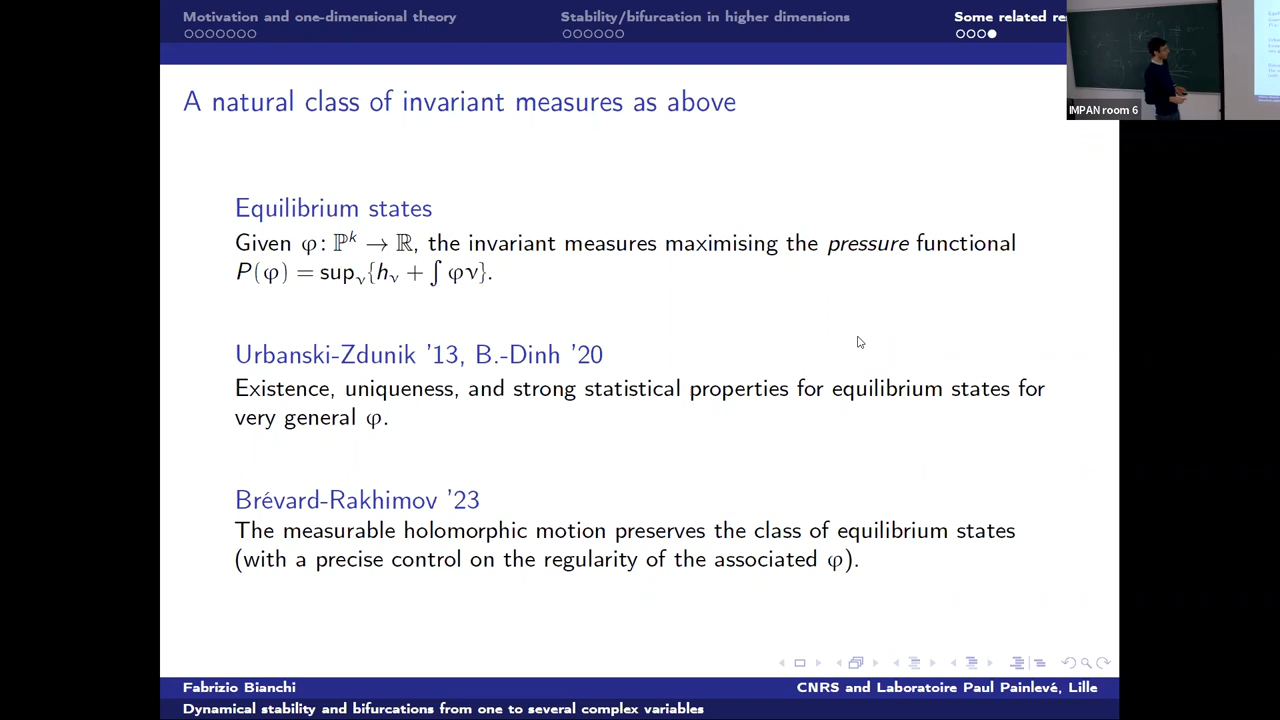 Motivation and one-dimensional theory
Stability/bifurcation in higher dimensions
Some related re
A natural class of invariant measures as above
Equilibrium states
Given φ: ℙᵏ → ℝ, the invariant measures maximising the pressure functional
P(φ) = supᵥ{hᵥ + ∫ φν}.
Urbanski-Zdunik '13, B.-Dinh '20
Existence, uniqueness, and strong statistical properties for equilibrium states for
very general φ.
Brévard-Rakhimov '23
The measurable holomorphic motion preserves the class of equilibrium states
(with a precise control on the regularity of the associated φ).
Fabrizio Bianchi
CNRS and Laboratoire Paul Painlevé, Lille
Dynamical stability and bifurcations from one to several complex variables
IMPAN room 6